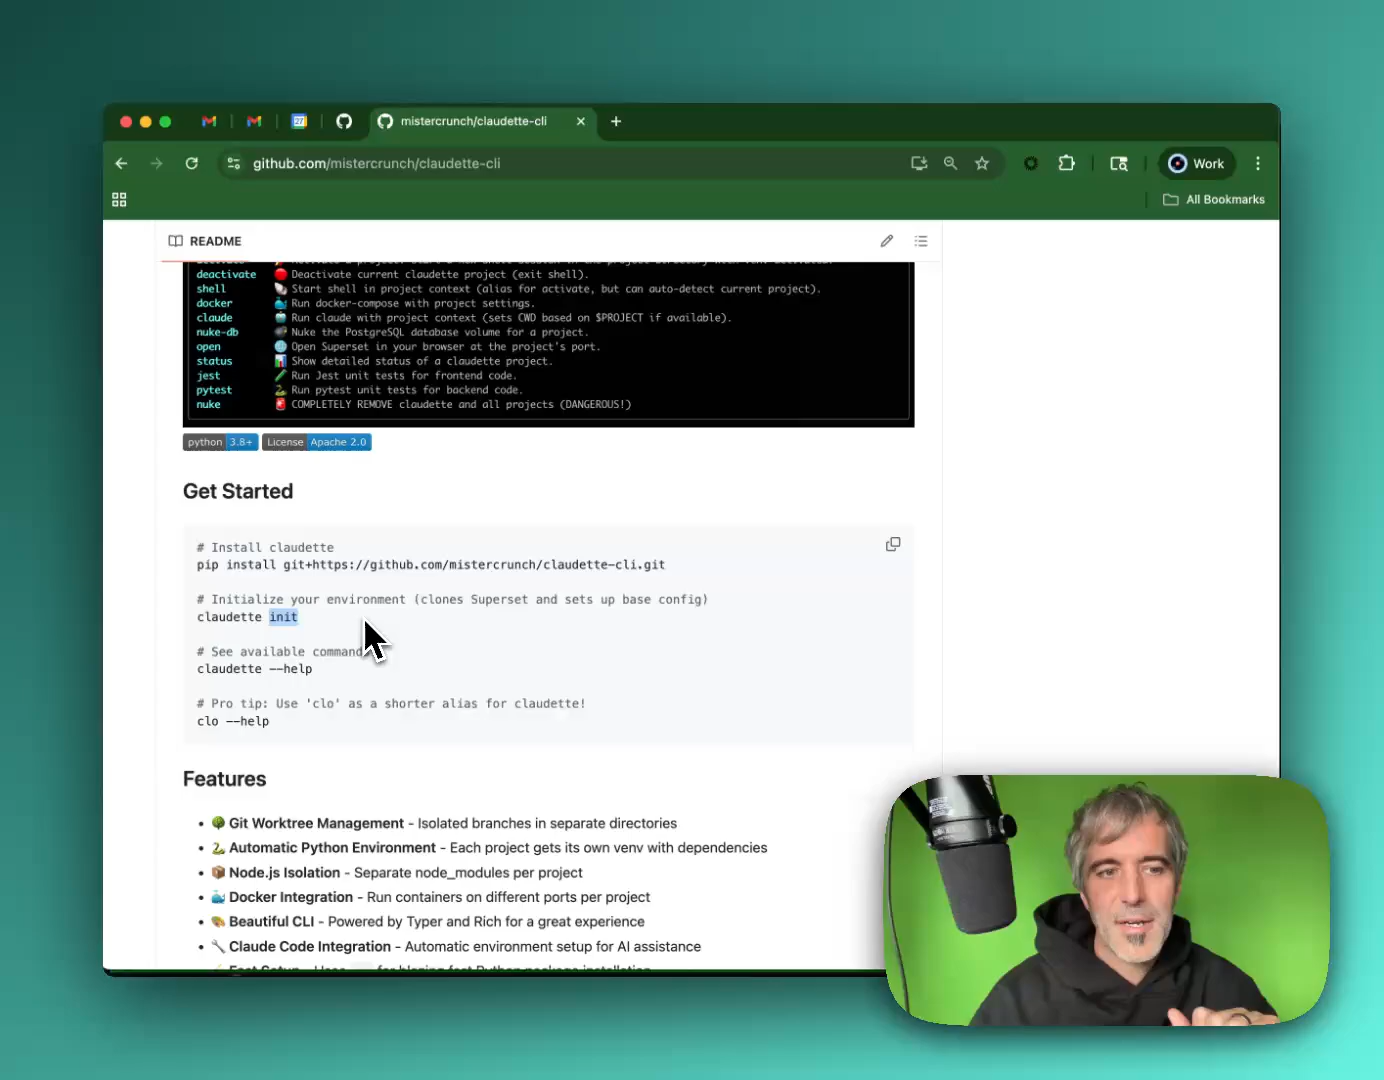 27
mistercrunch/claudette-cli
github.com/mistercrunch/claudette-cli
Work
All Bookmarks
README
deactivate Deactivate current claudette project (exit shell).
shell Start shell in project context (alias for activate, but can auto-detect current project).
docker Run docker-compose with project settings.
claude Run claude with project context (sets CWD based on $PROJECT if available).
nuke-db Nuke the PostgreSQL database volume for a project.
open Open Superset in your browser at the project's port.
status Show detailed status of a claudette project.
jest Run Jest unit tests for frontend code.
pytest Run pytest unit tests for backend code.
nuke COMPLETELY REMOVE claudette and all projects (DANGEROUS!)
python 3.8+ License Apache 2.0
Get Started
# Install claudette
pip install git+https://github.com/mistercrunch/claudette-cli.git
# Initialize your environment (clones Superset and sets up base config)
claudette init
# See available command
claudette --help
# Pro tip: Use 'clo' as a shorter alias for claudette!
clo --help
Features
• Git Worktree Management - Isolated branches in separate directories
• Automatic Python Environment - Each project gets its own venv with dependencies
• Node.js Isolation - Separate node_modules per project
• Docker Integration - Run containers on different ports per project
• Beautiful CLI - Powered by Typer and Rich for a great experience
• Claude Code Integration - Automatic environment setup for AI assistance